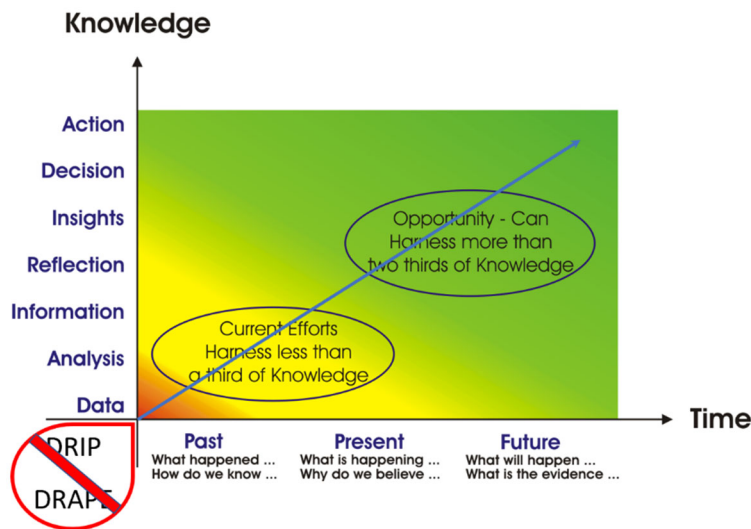 Knowledge
Action
Decision
Insights
Reflection
Information
Analysis
Data
Opportunity - Can
Harness more than
two thirds of Knowledge
Current Efforts
Harness less than
a third of Knowledge
Time
DRIP
DRAPE
Past
What happened ...
How do we know ...
Present
What is happening ...
Why do we believe ...
Future
What will happen ...
What is the evidence ...